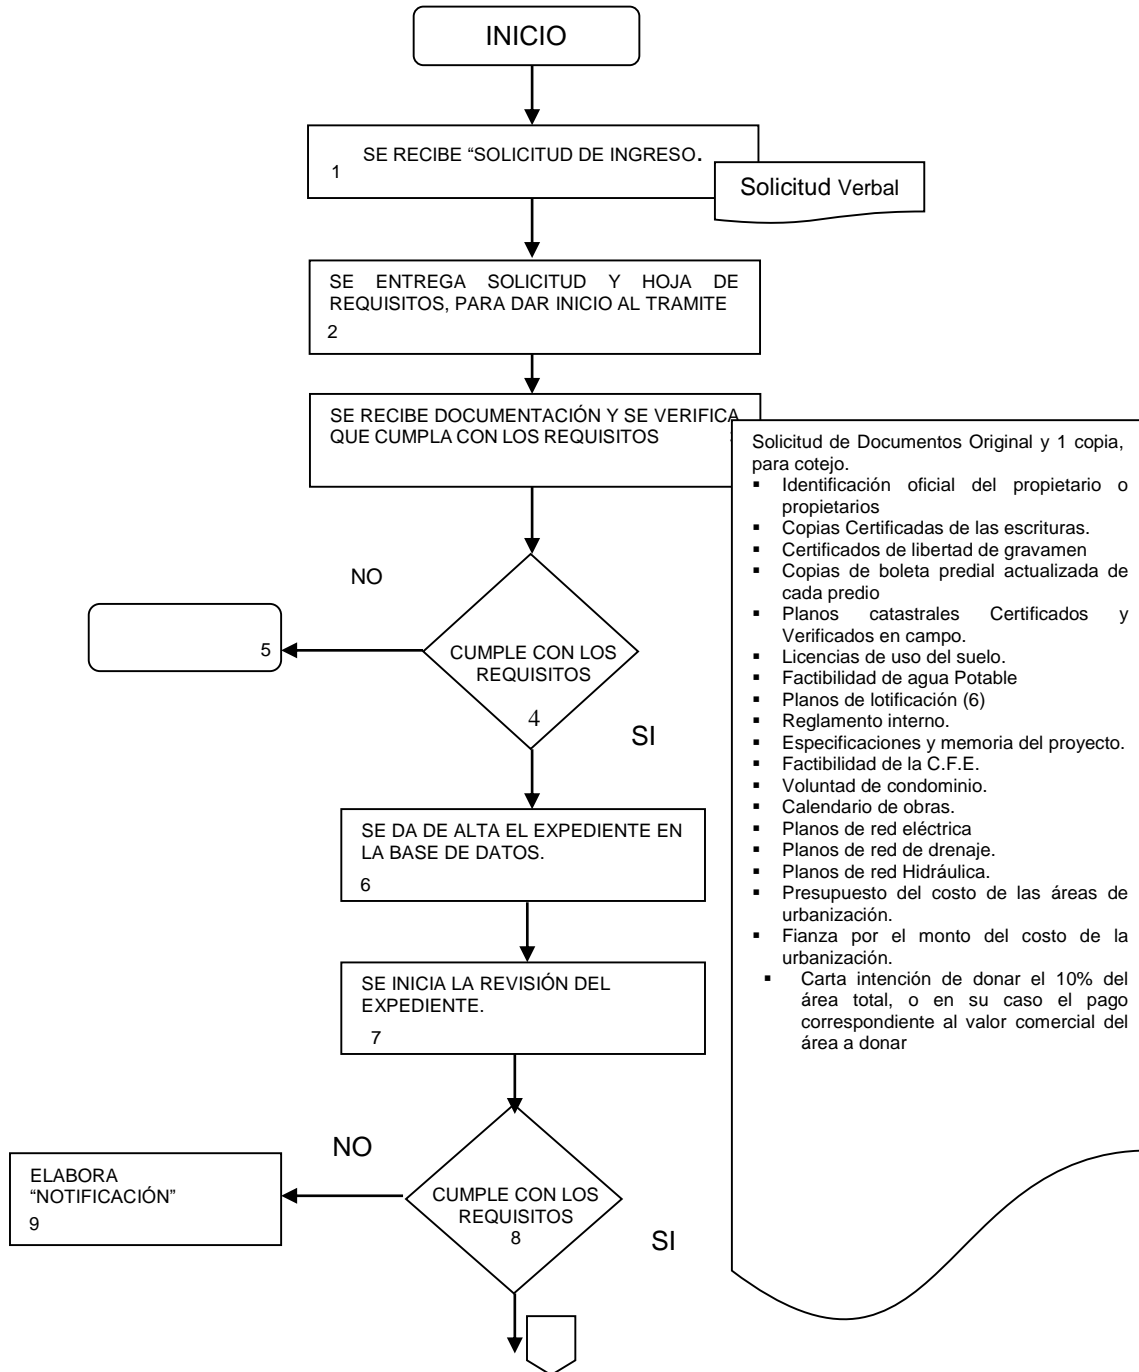 INICIO
SE RECIBE “SOLICITUD DE INGRESO.
1
Solicitud Verbal
SE ENTREGA SOLICITUD Y HOJA DE
REQUISITOS, PARA DAR INICIO AL TRAMITE
2
SE RECIBE DOCUMENTACIÓN Y SE VERIFICA
QUE CUMPLA CON LOS REQUISITOS
Solicitud de Documentos Original y 1 copia,
para cotejo.
▪ Identificación oficial del propietario o
propietarios
▪ Copias Certificadas de las escrituras.
▪ Certificados de libertad de gravamen
▪ Copias de boleta predial actualizada de
cada predio
▪ Planos catastrales Certificados y
Verificados en campo.
▪ Licencias de uso del suelo.
▪ Factibilidad de agua Potable
▪ Planos de lotificación (6)
▪ Reglamento interno.
▪ Especificaciones y memoria del proyecto.
▪ Factibilidad de la C.F.E.
▪ Voluntad de condominio.
▪ Calendario de obras.
▪ Planos de red eléctrica
▪ Planos de red de drenaje.
▪ Planos de red Hidráulica.
▪ Presupuesto del costo de las áreas de
urbanización.
▪ Fianza por el monto del costo de la
urbanización.
▪ Carta intención de donar el 10% del
área total, o en su caso el pago
correspondiente al valor comercial del
área a donar
NO
5
CUMPLE CON LOS
REQUISITOS
4
SI
SE DA DE ALTA EL EXPEDIENTE EN
LA BASE DE DATOS.
6
SE INICIA LA REVISIÓN DEL
EXPEDIENTE.
7
NO
ELABORA
“NOTIFICACIÓN”
9
CUMPLE CON LOS
REQUISITOS
8
SI